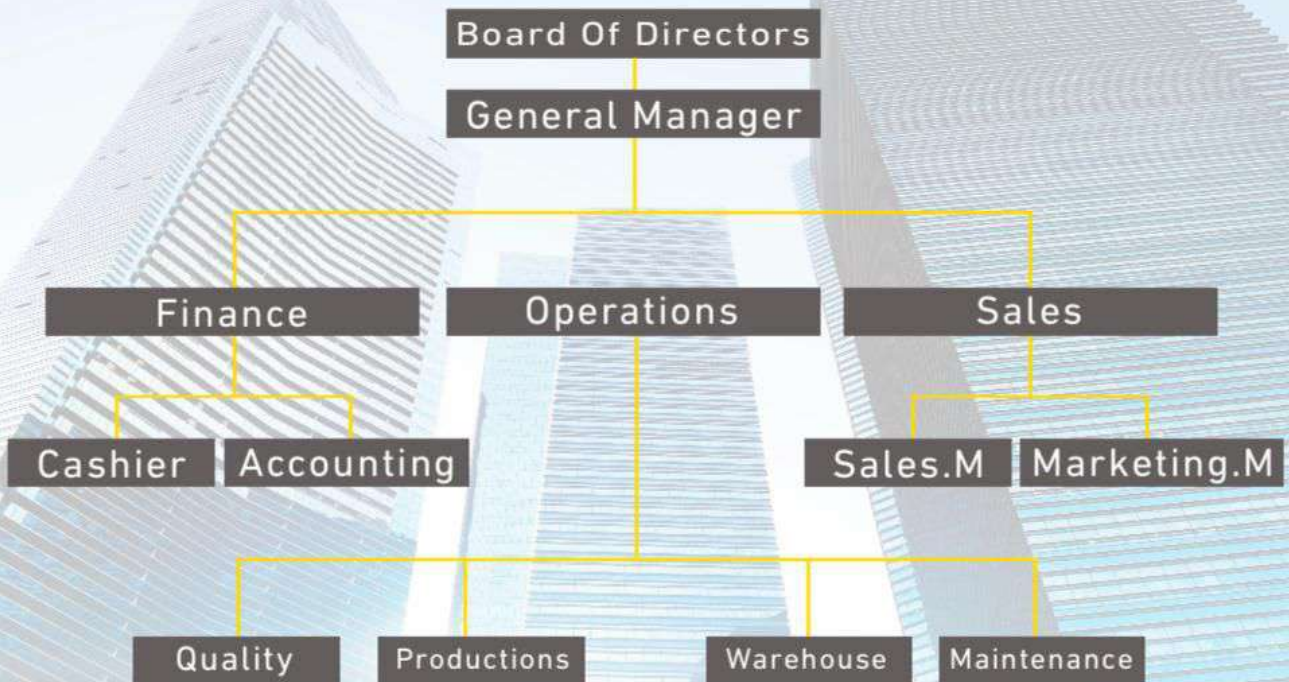 Board Of Directors
General Manager
Finance
Operations
Sales
Cashier
Accounting
Sales.M
Marketing.M
Quality
Productions
Warehouse
Maintenance